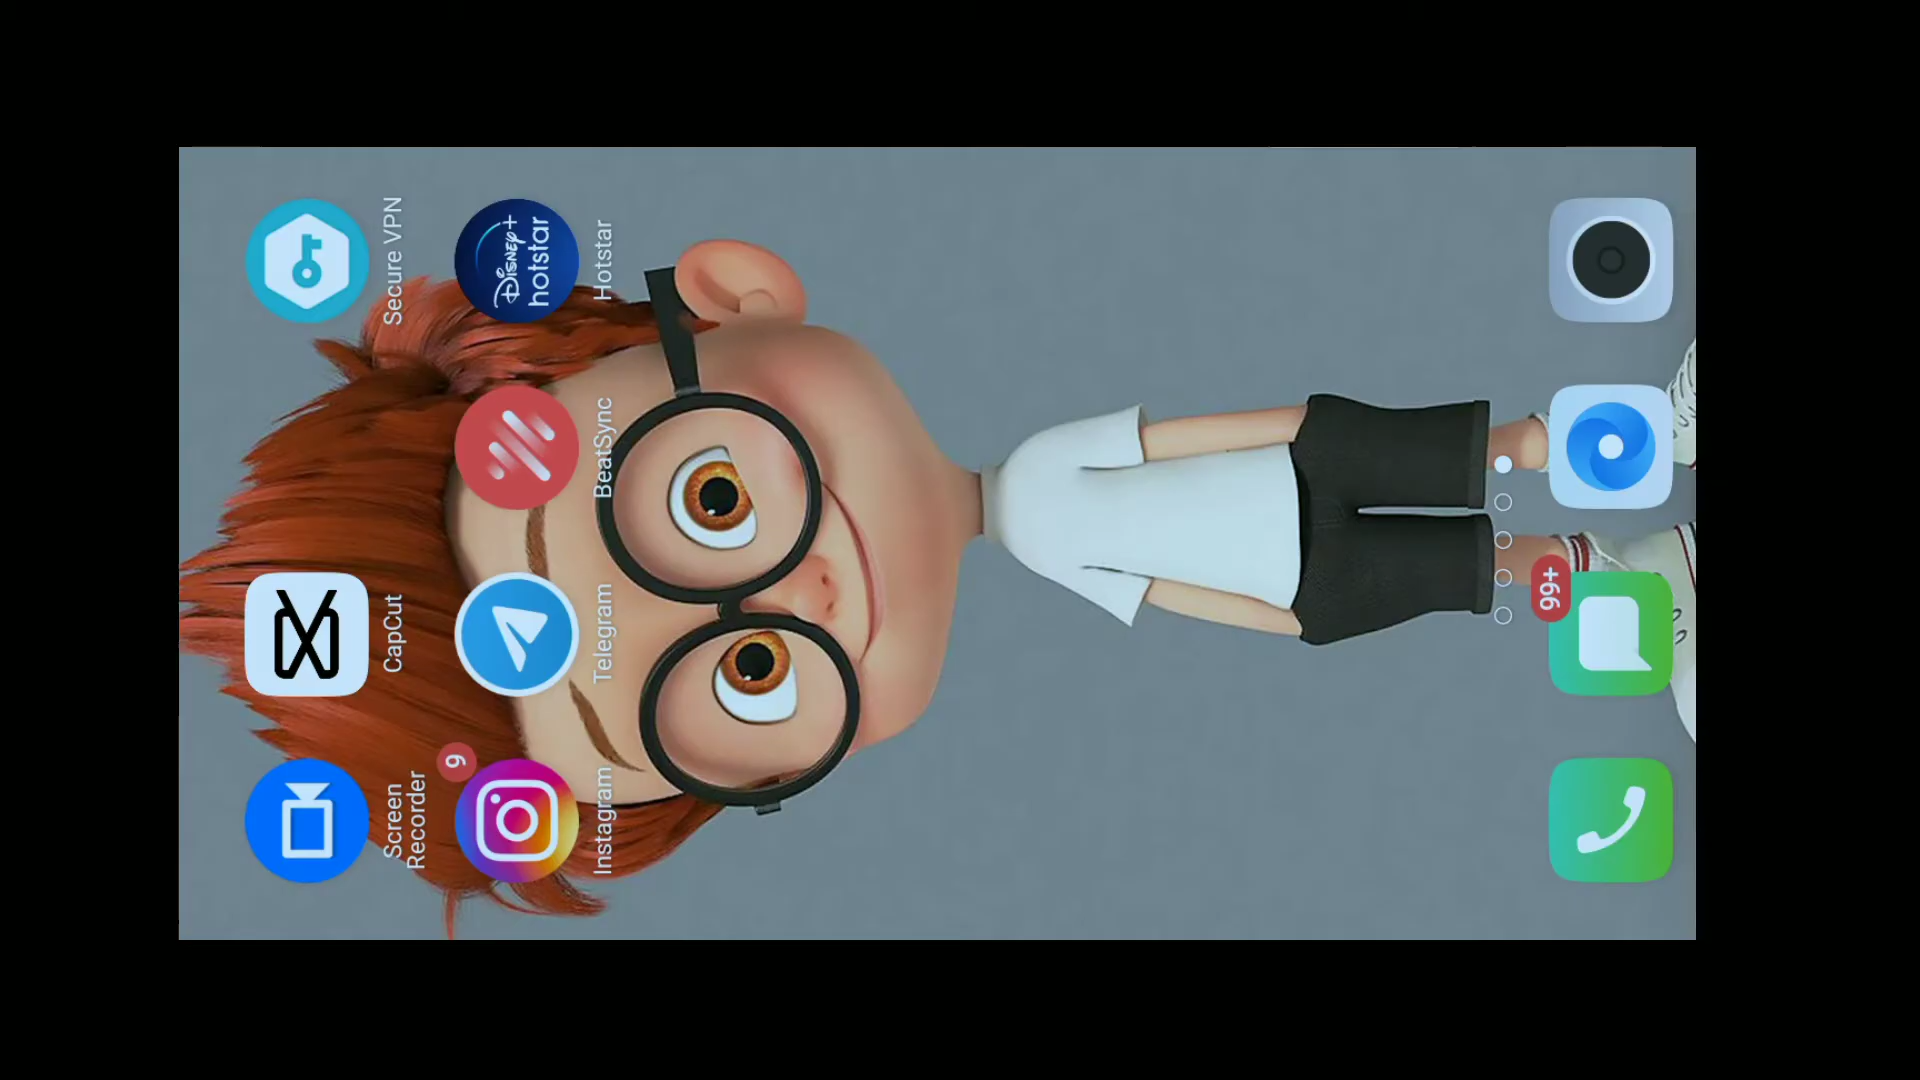 Screen
Recorder
CapCut
Secure VPN
9
Disney+
hotstar
Instagram
Telegram
BeatSync
Hotstar
99+